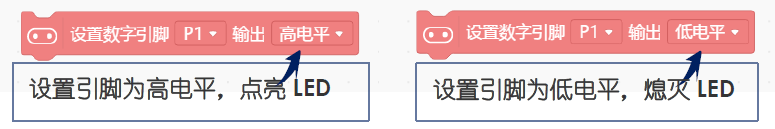 设置数字引脚 P1 输出 高电平
设置引脚为高电平，点亮 LED
设置数字引脚 P1 输出 低电平
设置引脚为低电平，熄灭 LED